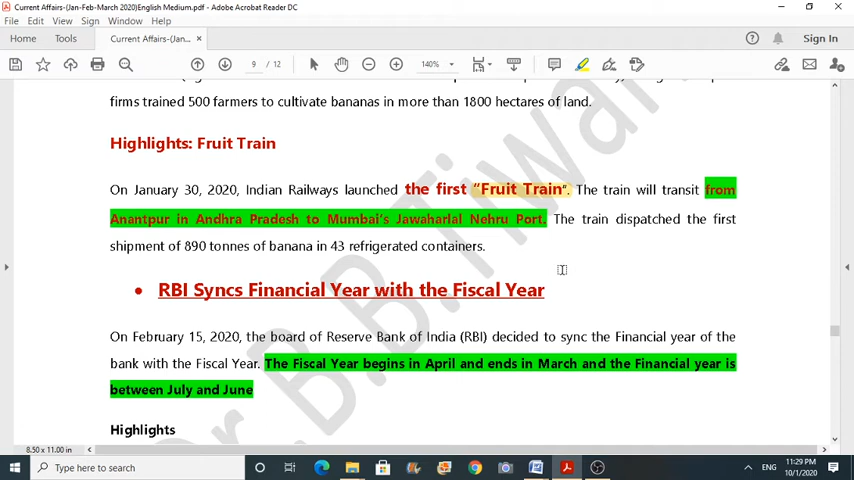 Current Affairs-(Jan-Feb-March 2020)English Medium.pdf - Adobe Acrobat Reader DC
File Edit View Sign Window Help
Home Tools Current Affairs-(Jan-... × Sign In
9 / 12 140%
firms trained 500 farmers to cultivate bananas in more than 1800 hectares of land.
Highlights: Fruit Train
On January 30, 2020, Indian Railways launched the first “Fruit Train”. The train will transit from
Anantpur in Andhra Pradesh to Mumbai’s Jawaharlal Nehru Port. The train dispatched the first
shipment of 890 tonnes of banana in 43 refrigerated containers.
• RBI Syncs Financial Year with the Fiscal Year
On February 15, 2020, the board of Reserve Bank of India (RBI) decided to sync the Financial year of the
bank with the Fiscal Year. The Fiscal Year begins in April and ends in March and the Financial year is
between July and June
Highlights
Dr B.B.Tiwar
8.50 x 11.00 in
Type here to search
ENG
11:29 PM
10/1/2020